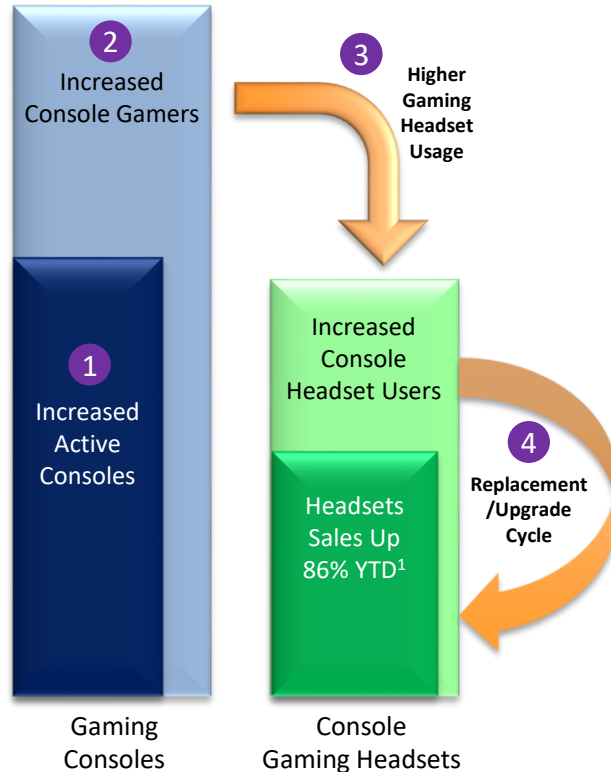 2
Increased
Console Gamers
3
Higher
Gaming
Headset
Usage
1
Increased
Active
Consoles
Increased
Console
Headset Users
4
Replacement
/Upgrade
Cycle
Headsets
Sales Up
86% YTD¹
Gaming
Consoles
Console
Gaming Headsets